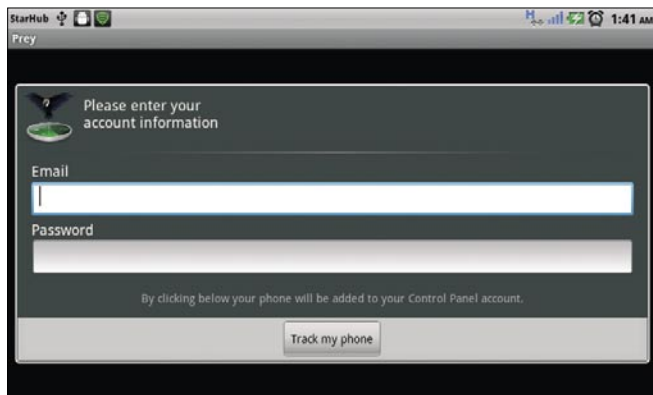 StarHub
H
1:41 AM
Prey
Please enter your
account information
Email
Password
By clicking below your phone will be added to your Control Panel account.
Track my phone